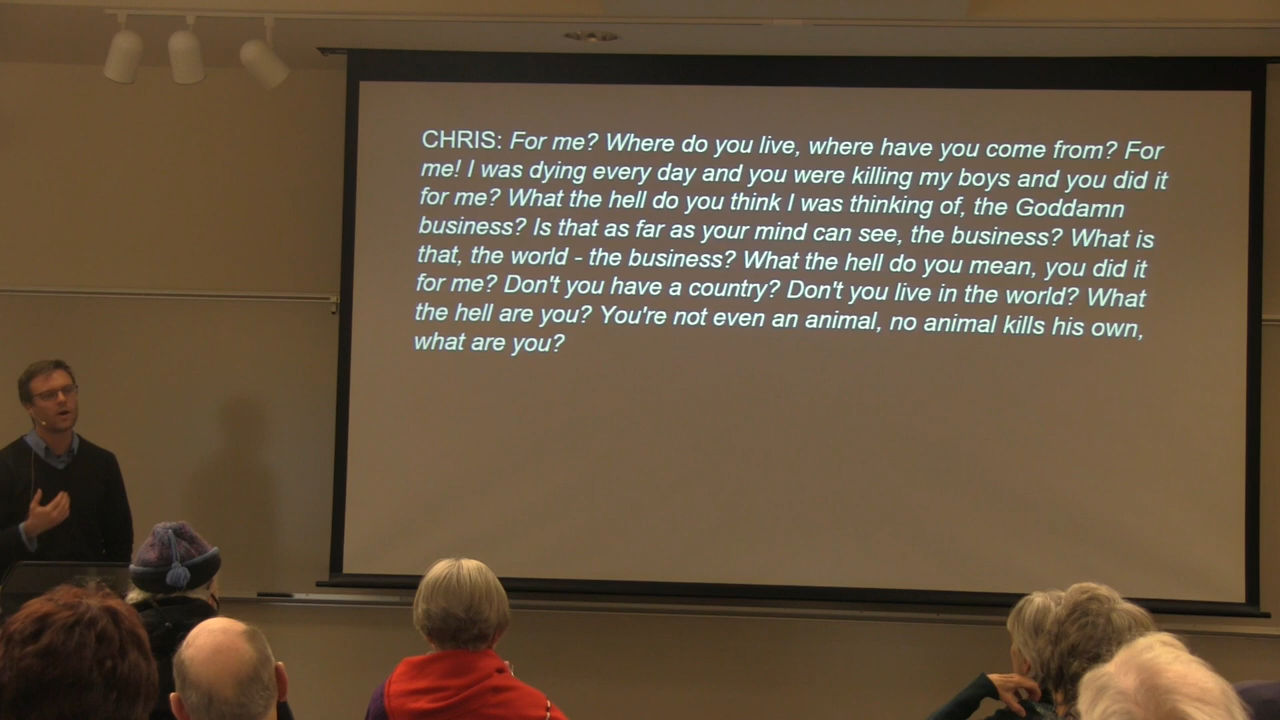 CHRIS: For me? Where do you live, where have you come from? For
me! I was dying every day and you were killing my boys and you did it
for me? What the hell do you think I was thinking of, the Goddamn
business? Is that as far as your mind can see, the business? What is
that, the world - the business? What the hell do you mean, you did it
for me? Don't you have a country? Don't you live in the world? What
the hell are you? You're not even an animal, no animal kills his own,
what are you?